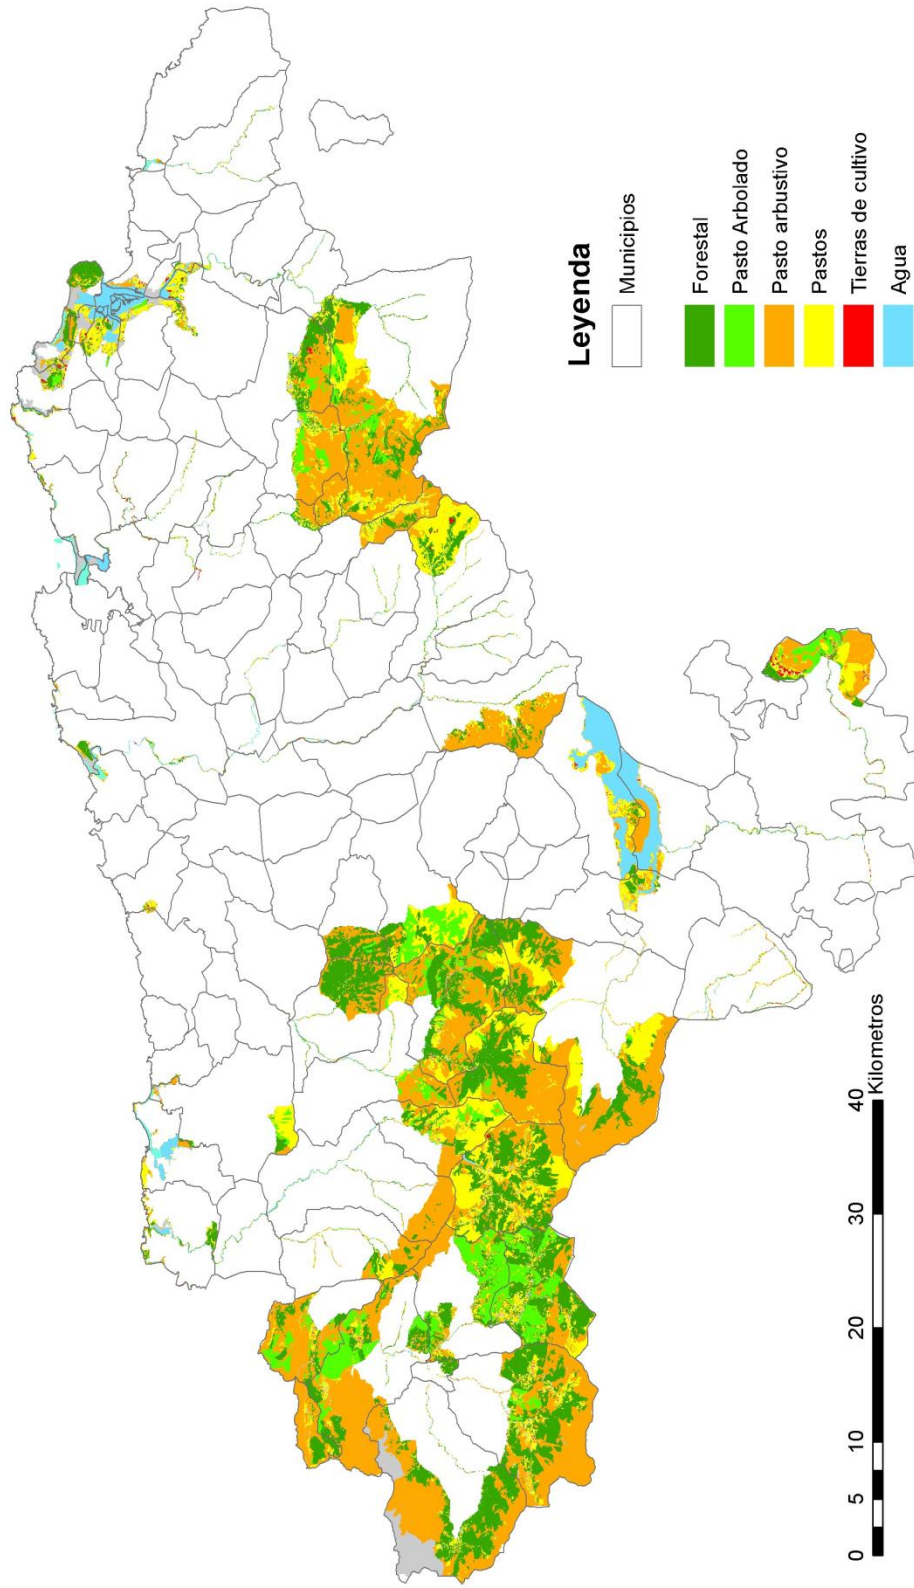 Leyenda
Municipios
Forestal
Pasto Arbolado
Pasto arbustivo
Pastos
Tierras de cultivo
Agua
0 5 10 20 30 40
Kilometros